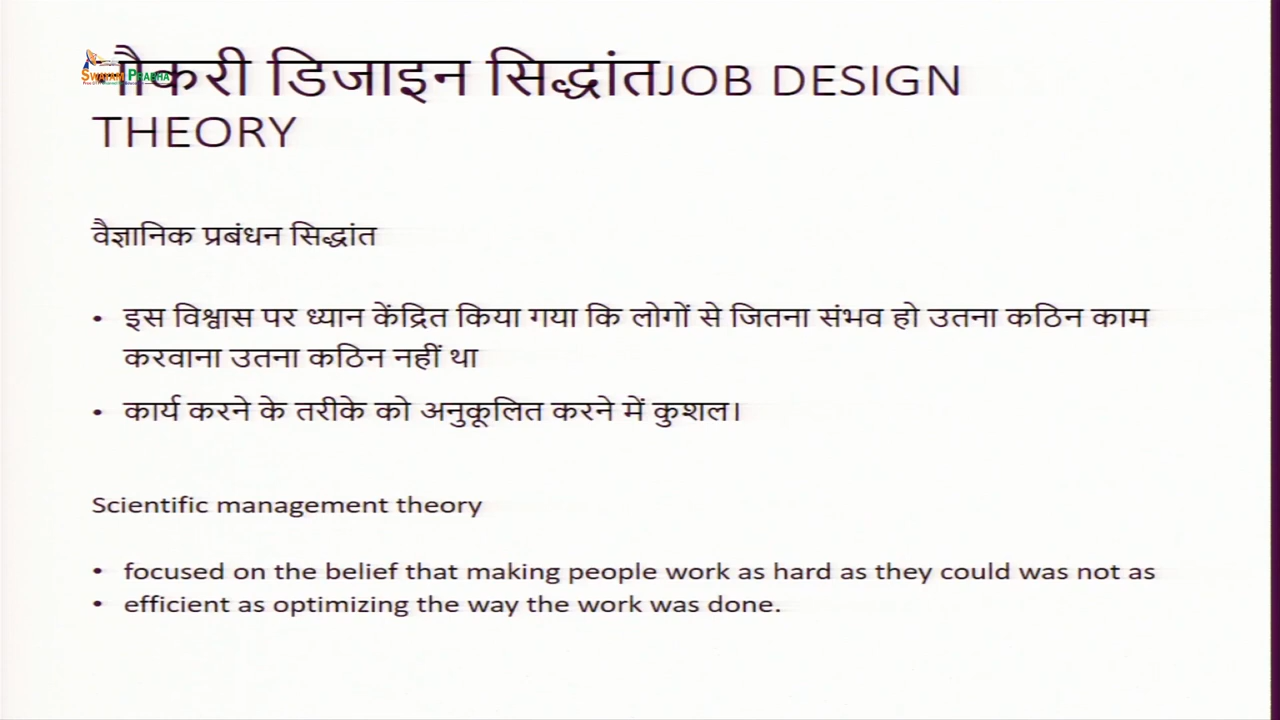 नौकरी डिजाइन सिद्धांतJOB DESIGN
THEORY
SWAYAM PRABHA
वैज्ञानिक प्रबंधन सिद्धांत
• इस विश्वास पर ध्यान केंद्रित किया गया कि लोगों से जितना संभव हो उतना कठिन काम
करवाना उतना कठिन नहीं था
• कार्य करने के तरीके को अनुकूलित करने में कुशल।
Scientific management theory
• focused on the belief that making people work as hard as they could was not as
• efficient as optimizing the way the work was done.